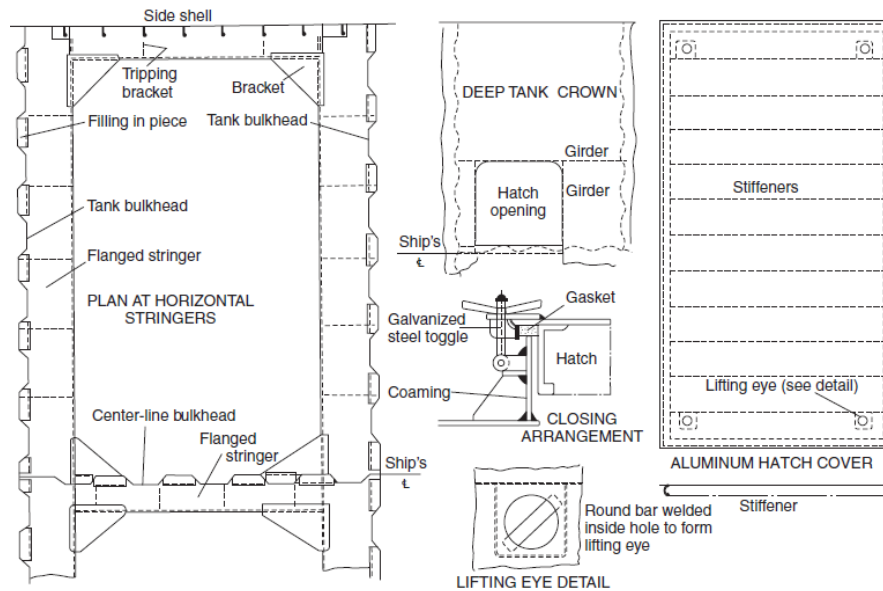 Side shell
Tripping
bracket
Bracket
Filling in piece
Tank bulkhead
Tank bulkhead
Flanged stringer
PLAN AT HORIZONTAL
STRINGERS
Center-line bulkhead
Flanged
stringer
Ship's
℄
DEEP TANK CROWN
Girder
Hatch
opening
Girder
Ship's
℄
Gasket
Galvanized
steel toggle
Hatch
Coaming
CLOSING
ARRANGEMENT
Round bar welded
inside hole to form
lifting eye
LIFTING EYE DETAIL
Stiffeners
Lifting eye (see detail)
ALUMINUM HATCH COVER
Stiffener